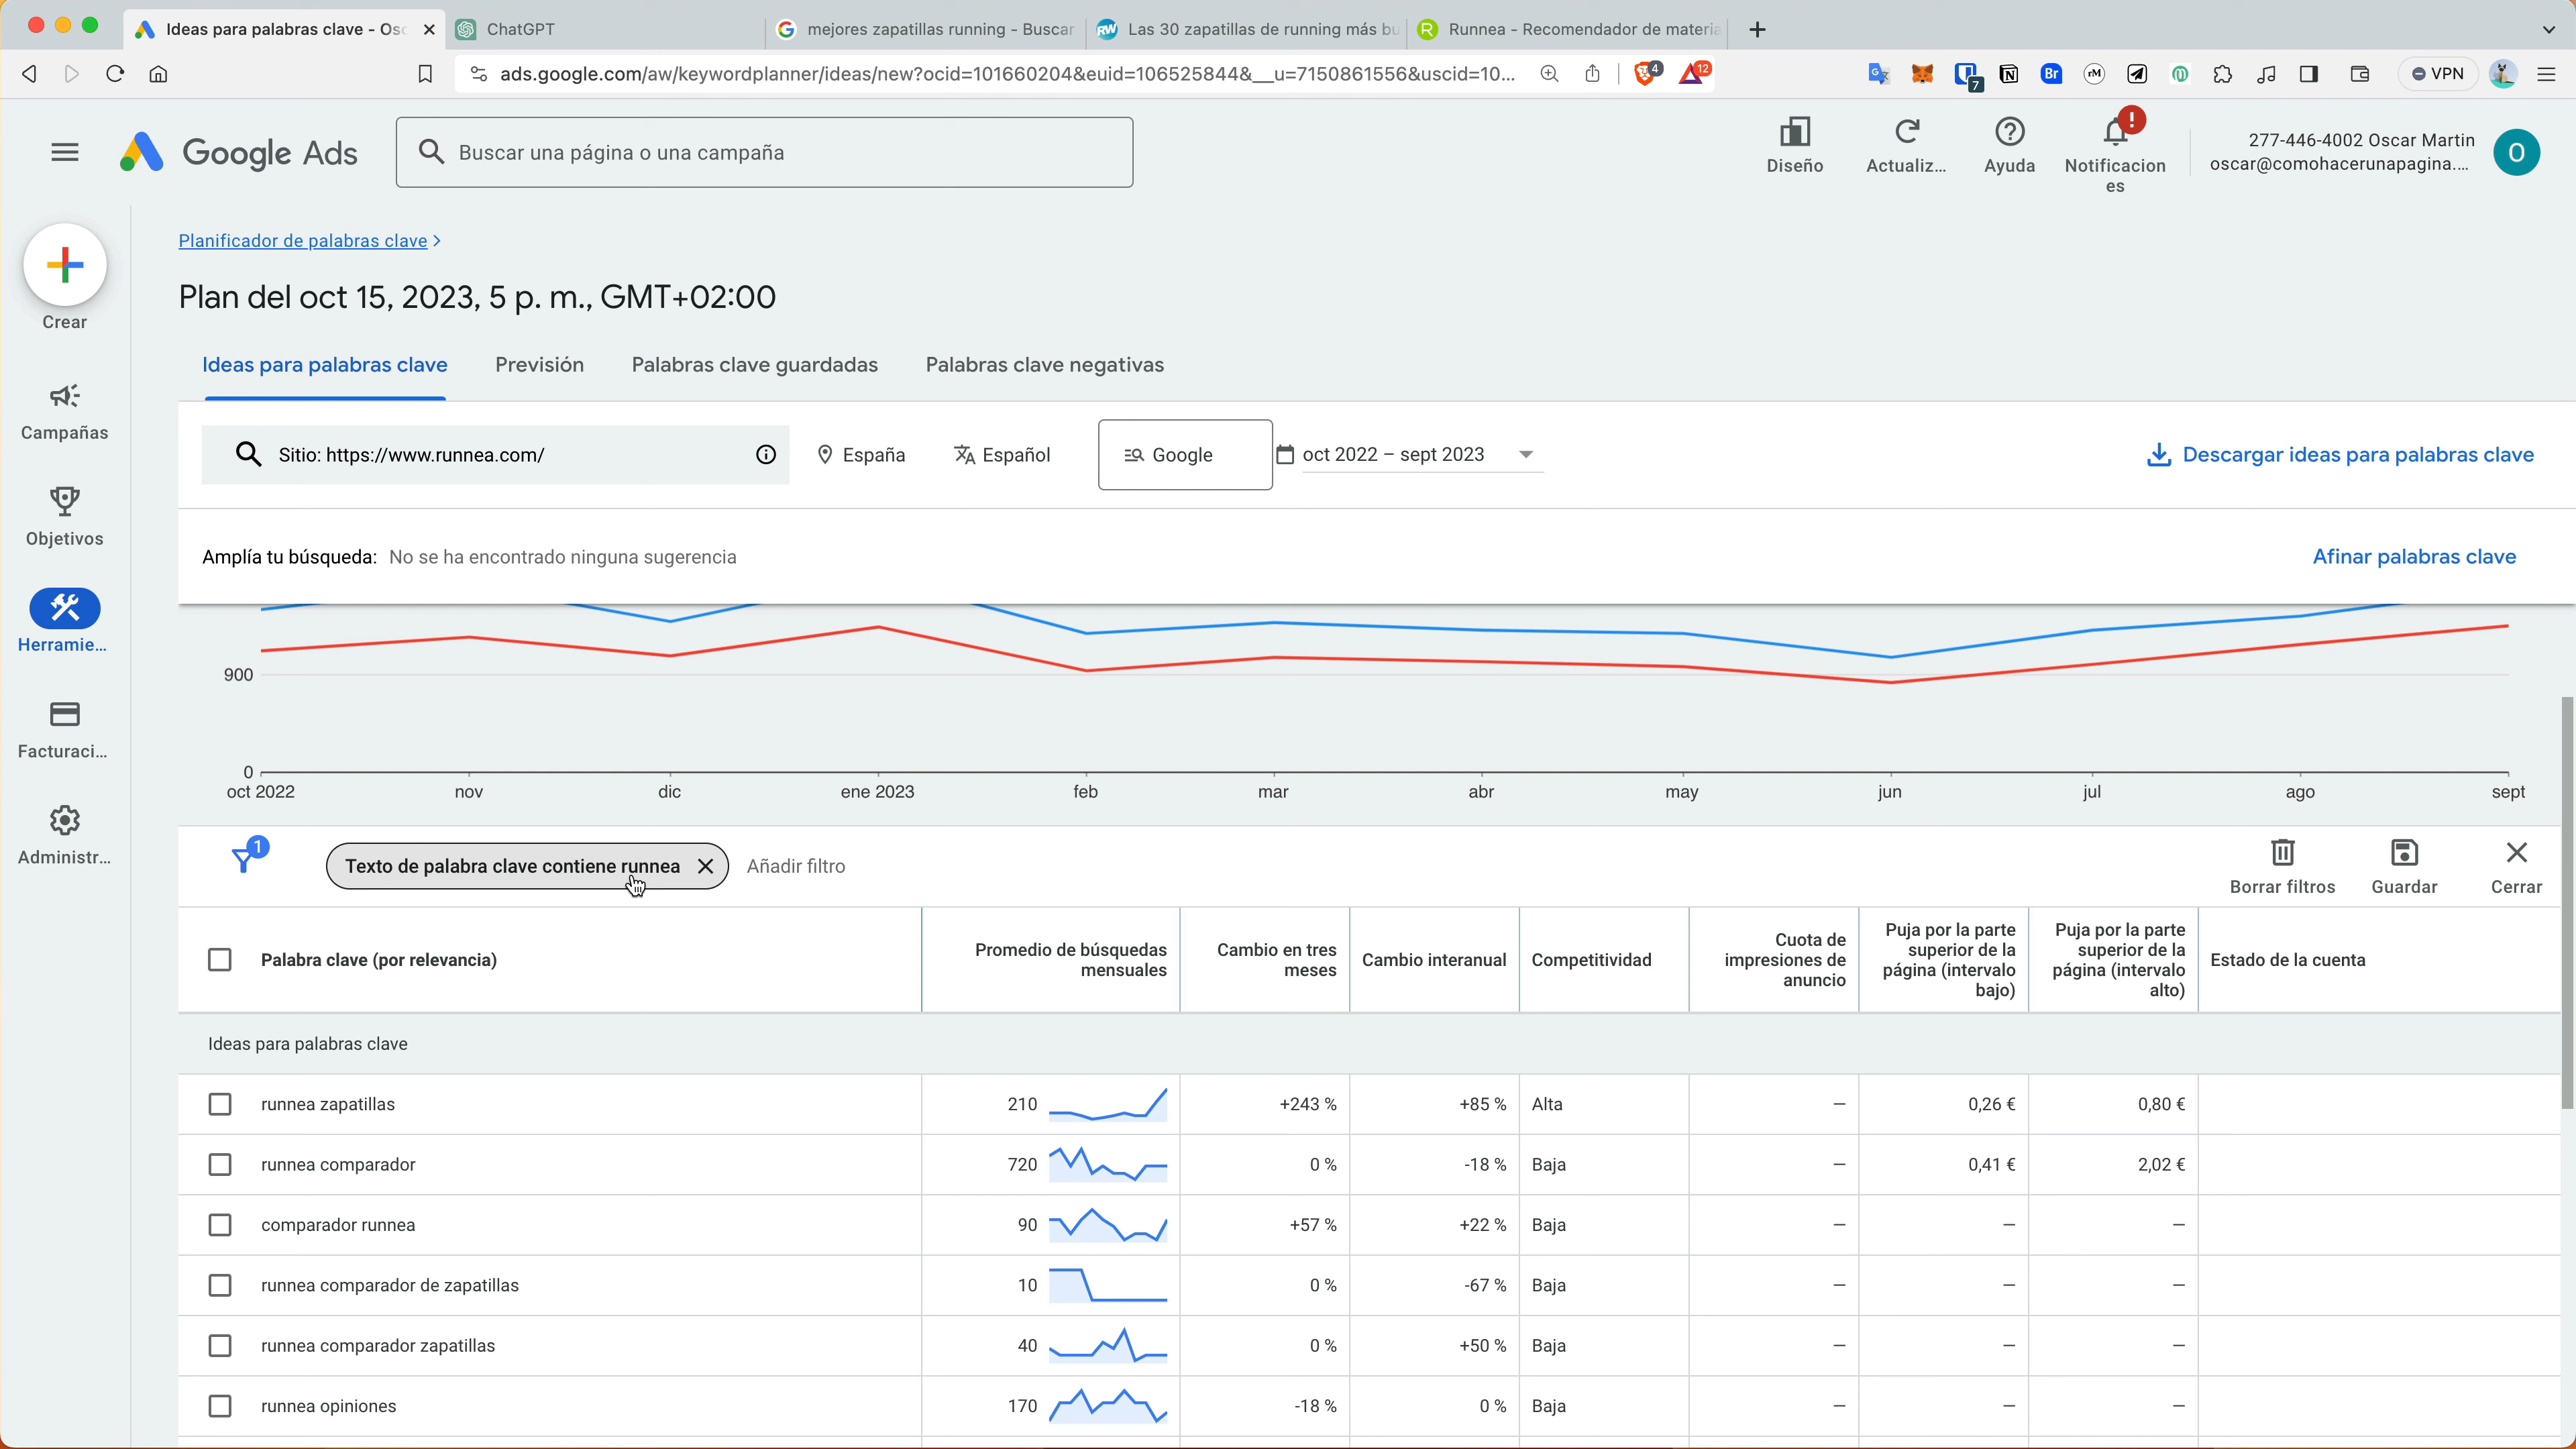 Ideas para palabras clave - Osc
ChatGPT
mejores zapatillas running - Buscar
Las 30 zapatillas de running más bu
Runnea - Recomendador de materia
ads.google.com/aw/keywordplanner/ideas/new?ocid=101660204&euid=106525844&__u=7150861556&uscid=10...
4
12
7
Br
rM
VPN
Google Ads
Buscar una página o una campaña
Diseño
Actualiz...
Ayuda
Notificacion
es
277-446-4002 Oscar Martin
oscar@comohacerunapagina....
O
Crear
Campañas
Objetivos
Herramie...
Facturaci...
Administr...
Planificador de palabras clave
Plan del oct 15, 2023, 5 p. m., GMT+02:00
Ideas para palabras clave
Previsión
Palabras clave guardadas
Palabras clave negativas
Sitio: https://www.runnea.com/
España
Español
Google
oct 2022 – sept 2023
Descargar ideas para palabras clave
Amplía tu búsqueda: No se ha encontrado ninguna sugerencia
Afinar palabras clave
900
0
oct 2022 nov dic ene 2023 feb mar abr may jun jul ago sept
1
Texto de palabra clave contiene runnea
Añadir filtro
Borrar filtros
Guardar
Cerrar
Palabra clave (por relevancia)
Promedio de búsquedas
mensuales
Cambio en tres
meses
Cambio interanual
Competitividad
Cuota de
impresiones de
anuncio
Puja por la parte
superior de la
página (intervalo
bajo)
Puja por la parte
superior de la
página (intervalo
alto)
Estado de la cuenta
Ideas para palabras clave
runnea zapatillas 210 +243 % +85 % Alta — 0,26 € 0,80 €
runnea comparador 720 0 % -18 % Baja — 0,41 € 2,02 €
comparador runnea 90 +57 % +22 % Baja — — —
runnea comparador de zapatillas 10 0 % -67 % Baja — — —
runnea comparador zapatillas 40 0 % +50 % Baja — — —
runnea opiniones 170 -18 % 0 % Baja — — —